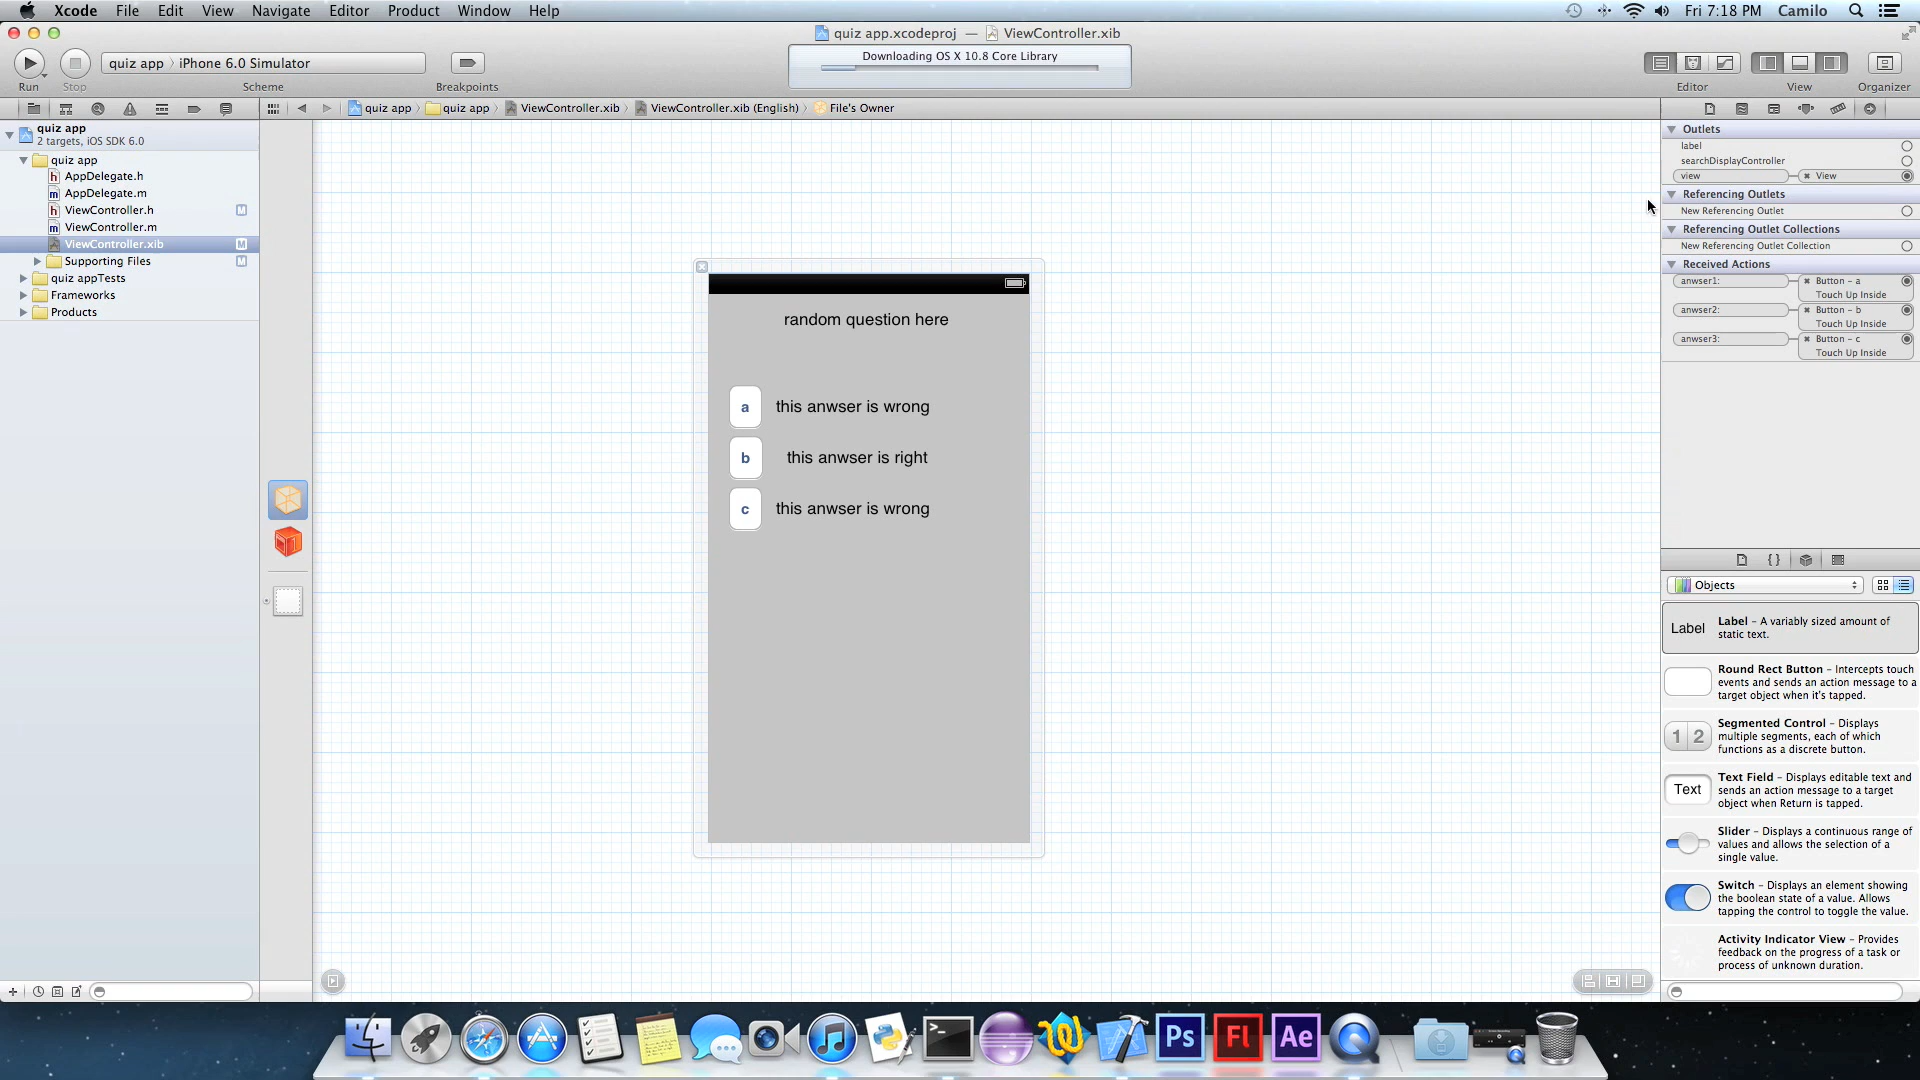 Xcode File Edit View Navigate Editor Product Window Help
Fri 7:18 PM Camilo
quiz app.xcodeproj — ViewController.xib
Downloading OS X 10.8 Core Library
quiz app iPhone 6.0 Simulator
Run Stop Scheme Breakpoints Editor View Organizer
quiz app quiz app ViewController.xib ViewController.xib (English) File's Owner
quiz app
2 targets, iOS SDK 6.0
quiz app
h AppDelegate.h
m AppDelegate.m
h ViewController.h M
m ViewController.m
ViewController.xib M
Supporting Files M
quiz appTests
Frameworks
Products
random question here
a this anwser is wrong
b this anwser is right
c this anwser is wrong
Outlets
label
searchDisplayController
view View
Referencing Outlets
New Referencing Outlet
Referencing Outlet Collections
New Referencing Outlet Collection
Received Actions
anwser1: Button - a
Touch Up Inside
anwser2: Button - b
Touch Up Inside
anwser3: Button - c
Touch Up Inside
{ }
Objects
Label Label - A variably sized amount of
static text.
Round Rect Button - Intercepts touch
events and sends an action message to a
target object when it's tapped.
1 2 Segmented Control - Displays
multiple segments, each of which
functions as a discrete button.
Text Text Field - Displays editable text and
sends an action message to a target
object when Return is tapped.
Slider - Displays a continuous range of
values and allows the selection of a
single value.
Switch - Displays an element showing
the boolean state of a value. Allows
tapping the control to toggle the value.
Activity Indicator View - Provides
feedback on the progress of a task or
process of unknown duration.
Ps Fl Ae